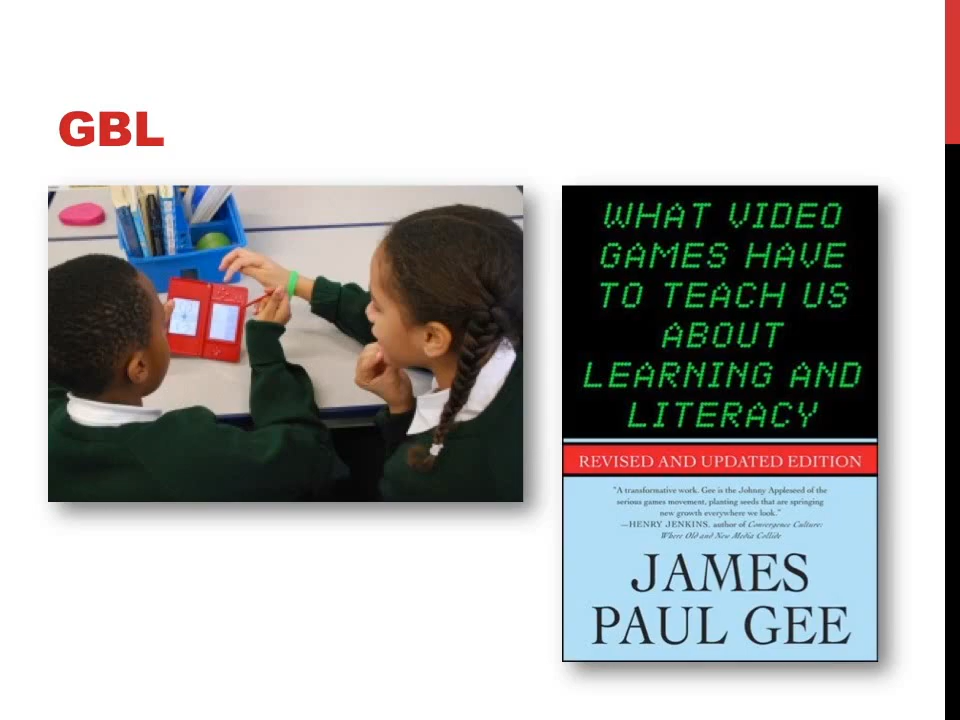 GBL
WHAT VIDEO
GAMES HAVE
TO TEACH US
ABOUT
LEARNING AND
LITERACY
REVISED AND UPDATED EDITION
"A transformative work. Gee is the Johnny Appleseed of the
serious games movement, planting seeds that are springing
new growth everywhere we look."
—HENRY JENKINS, author of Convergence Culture:
Where Old and New Media Collide
JAMES
PAUL GEE